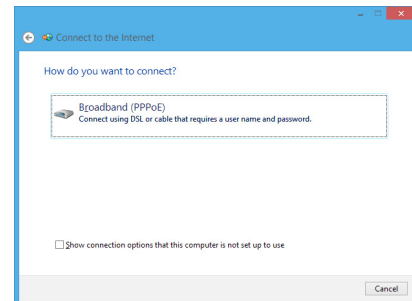 Connect to the Internet
How do you want to connect?
Broadband (PPPoE)
Connect using DSL or cable that requires a user name and password.
Show connection options that this computer is not set up to use
Cancel